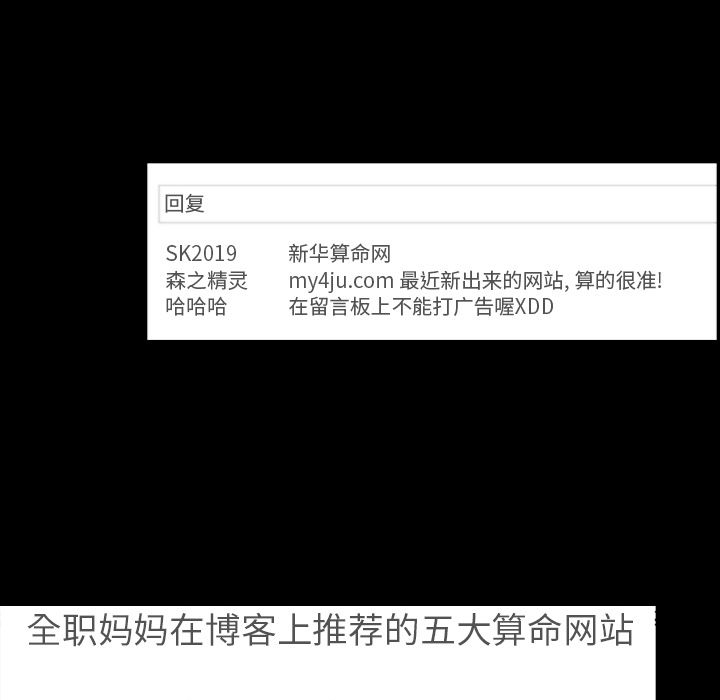 回复
SK2019 新华算命网
森之精灵 my4ju.com 最近新出来的网站, 算的很准!
哈哈哈 在留言板上不能打广告喔XDD
全职妈妈在博客上推荐的五大算命网站